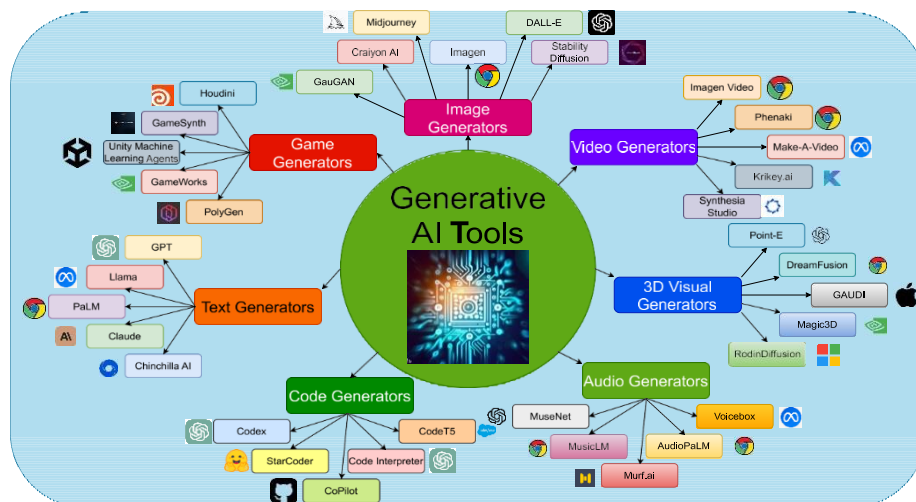 Midjourney
DALL-E
Craiyon AI
Imagen
Stability
Diffusion
GauGAN
Image
Generators
Houdini
GameSynth
Unity Machine
Learning Agents
GameWorks
PolyGen
Game
Generators
Video Generators
Imagen Video
Phenaki
Make-A-Video
Krikey.ai
Synthesia
Studio
Generative
AI Tools
GPT
Llama
PaLM
Claude
Chinchilla AI
Text Generators
3D Visual
Generators
Point-E
DreamFusion
GAUDI
Magic3D
RodinDiffusion
Code Generators
Codex
CodeT5
StarCoder
Code Interpreter
CoPilot
Audio Generators
MuseNet
Voicebox
MusicLM
AudioPaLM
Murf.ai